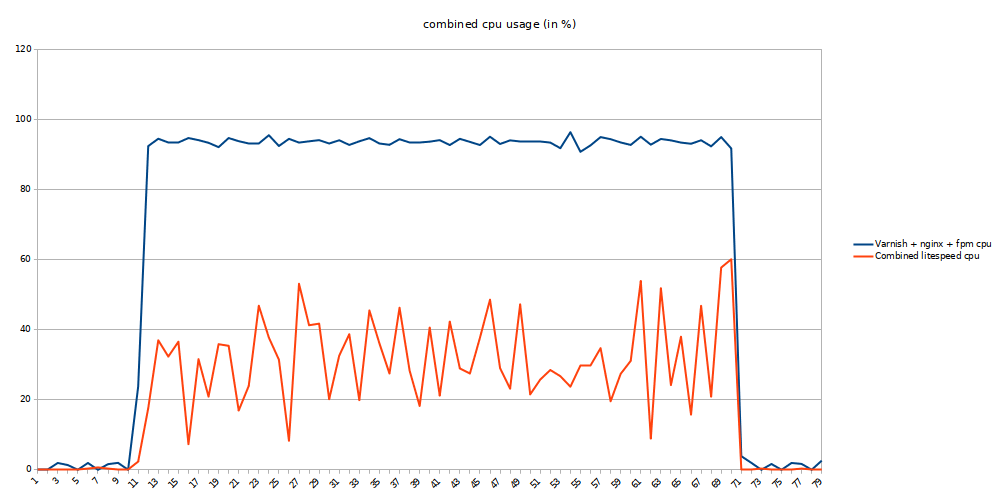 combined cpu usage (in %)
120
100
80
60
40
20
0
Varnish + nginx + fpm cpu
Combined litespeed cpu
1 3 5 7 9 11 13 15 17 19 21 23 25 27 29 31 33 35 37 39 41 43 45 47 49 51 53 55 57 59 61 63 65 67 69 71 73 75 77 79